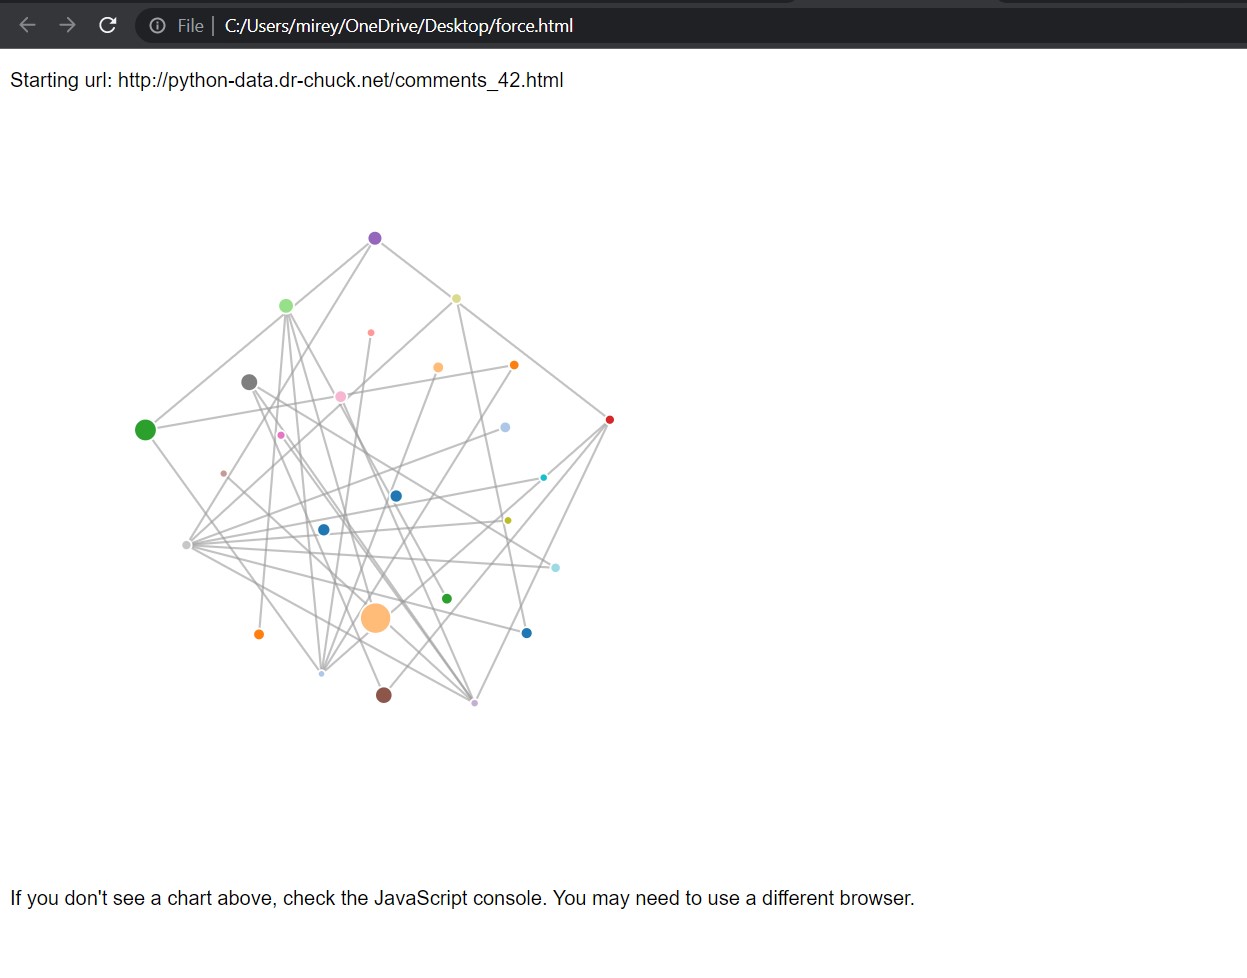 File | C:/Users/mirey/OneDrive/Desktop/force.html
Starting url: http://python-data.dr-chuck.net/comments_42.html
If you don't see a chart above, check the JavaScript console. You may need to use a different browser.